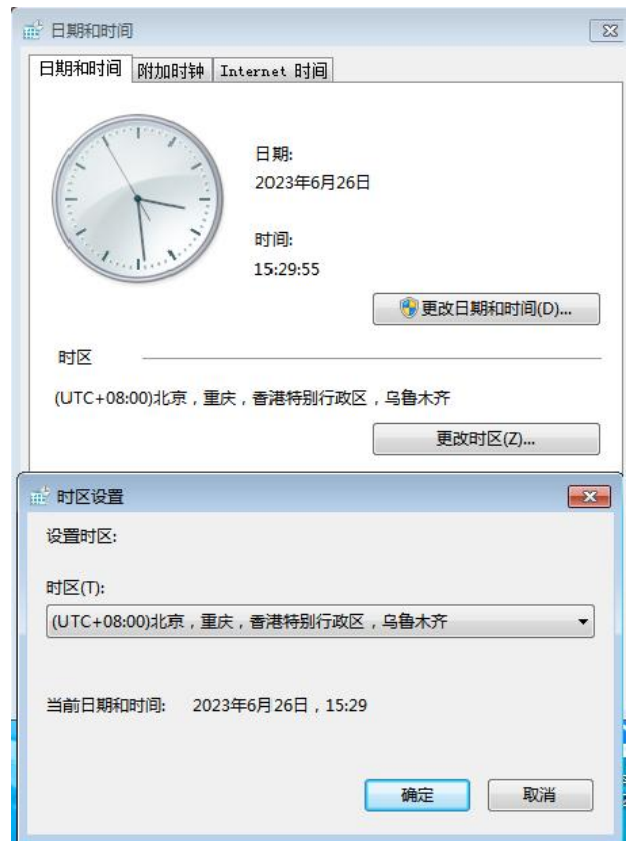 日期和时间
日期和时间 附加时钟 Internet 时间
日期:
2023年6月26日
时间:
15:29:55
更改日期和时间(D)...
时区
(UTC+08:00)北京，重庆，香港特别行政区，乌鲁木齐
更改时区(Z)...
时区设置
设置时区:
时区(T):
(UTC+08:00)北京，重庆，香港特别行政区，乌鲁木齐
当前日期和时间: 2023年6月26日，15:29
确定 取消